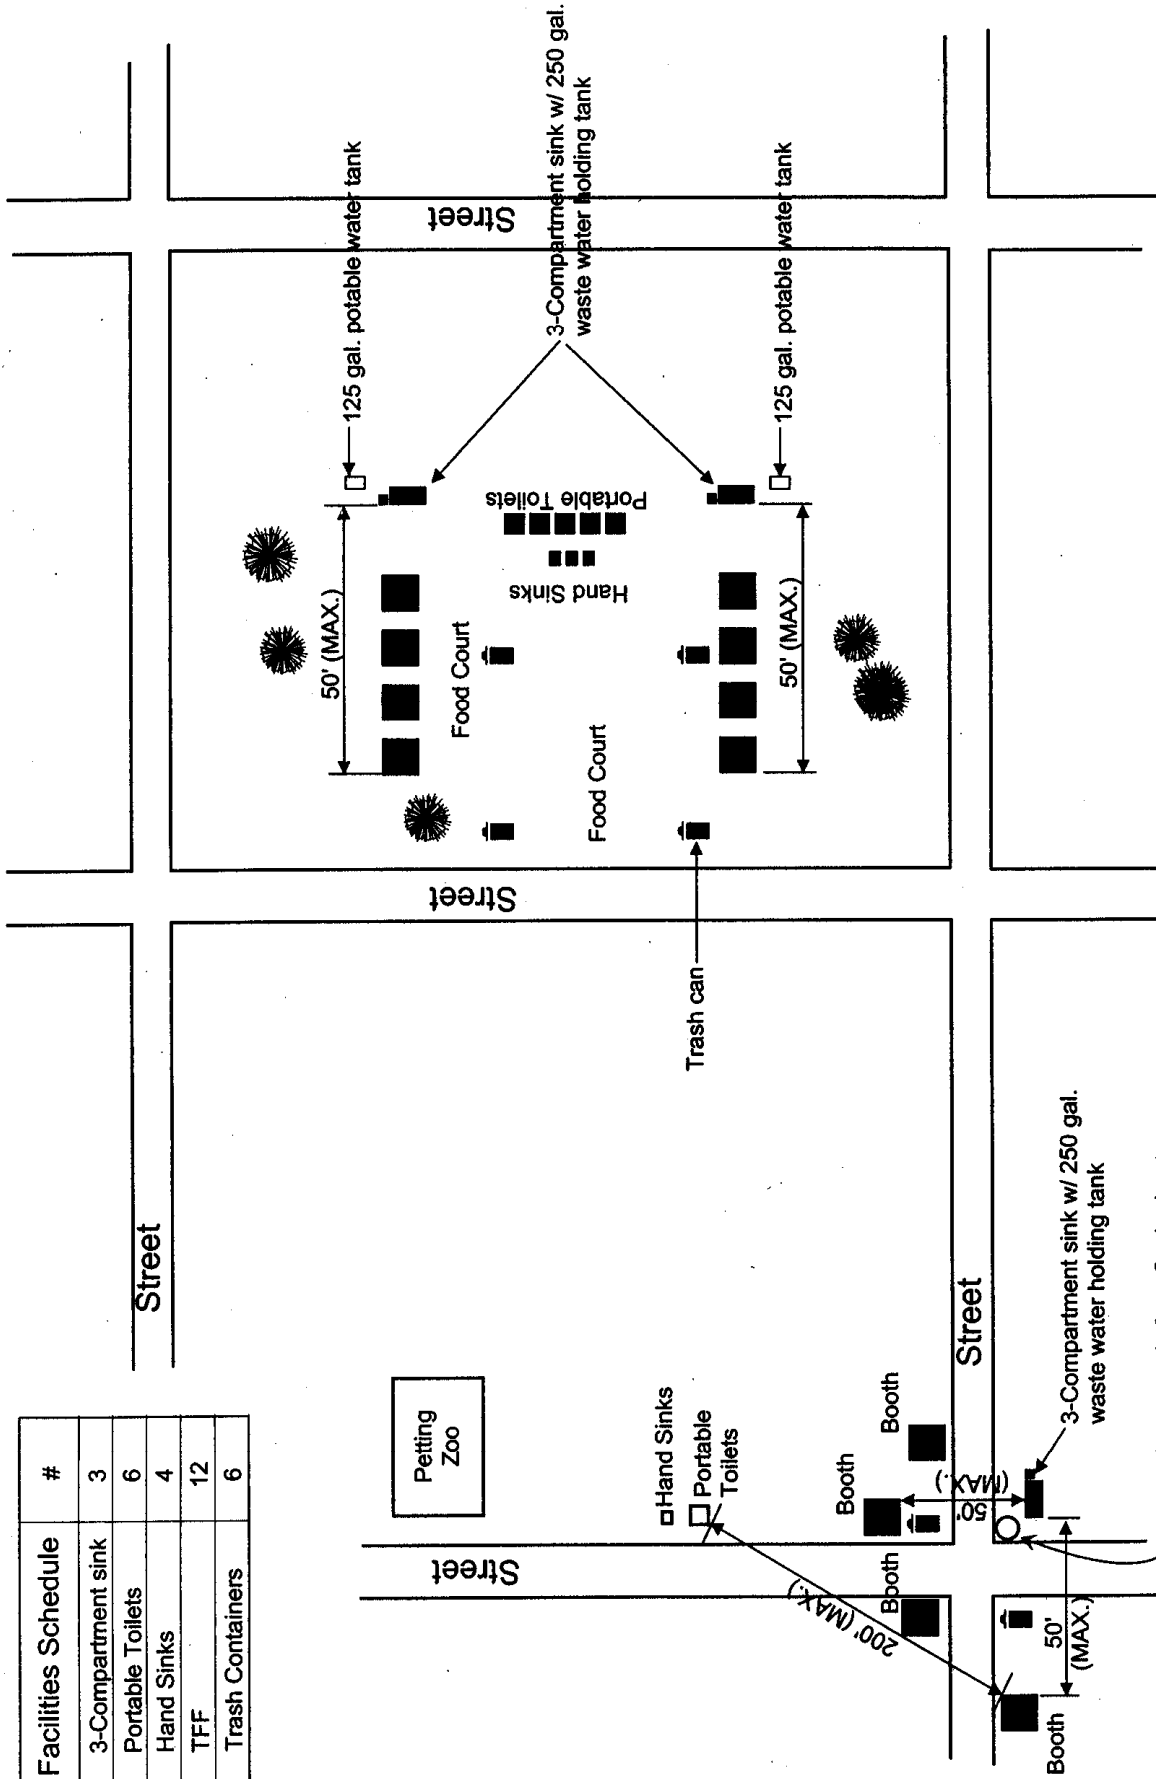 Facilities Schedule #
3-Compartment sink 3
Portable Toilets 6
Hand Sinks 4
TFF 12
Trash Containers 6
Street
Street
Street
Street
Street
125 gal. potable water tank
3-Compartment sink w/ 250 gal.
waste water holding tank
125 gal. potable water tank
50' (MAX.)
50' (MAX.)
Portable Toilets
Hand Sinks
Food Court
Food Court
Trash can
Petting
Zoo
Hand Sinks
Portable
Toilets
Booth
Booth
Booth
Booth
200' (MAX.)
50'
(MAX.)
50'
(MAX.)
3-Compartment sink w/ 250 gal.
waste water holding tank